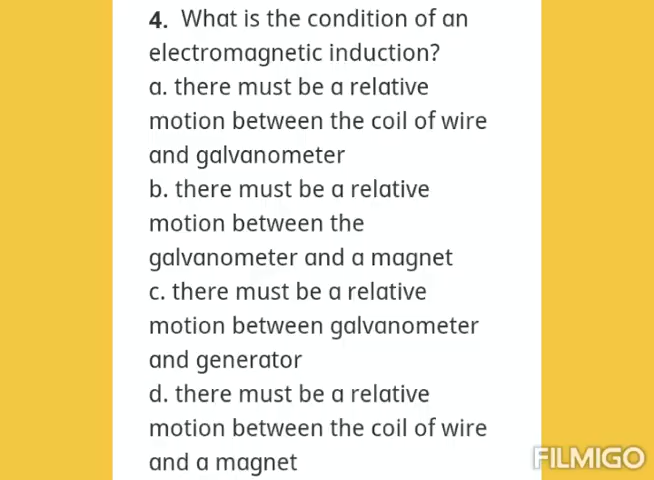 4. What is the condition of an
electromagnetic induction?
a. there must be a relative
motion between the coil of wire
and galvanometer
b. there must be a relative
motion between the
galvanometer and a magnet
c. there must be a relative
motion between galvanometer
and generator
d. there must be a relative
motion between the coil of wire
and a magnet
FILMIGO